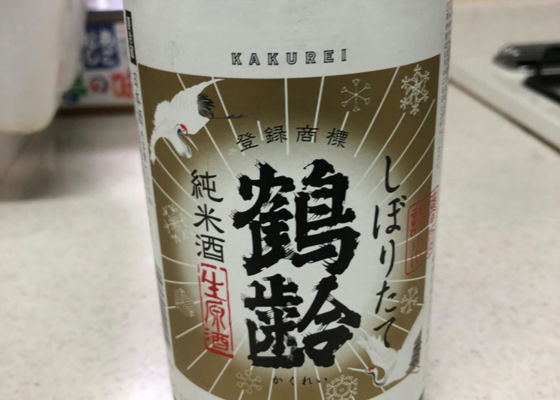 KAKUREI
登録商標
しぼりたて
鶴齢
かくれい
純米酒
生原酒